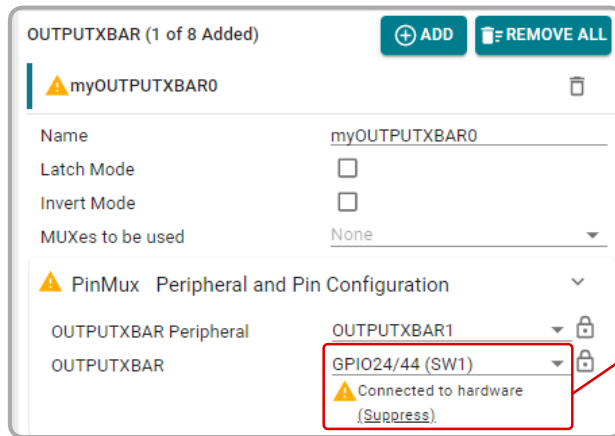 OUTPUTXBAR (1 of 8 Added) ADD REMOVE ALL
myOUTPUTXBAR0
Name myOUTPUTXBAR0
Latch Mode
Invert Mode
MUXes to be used None
PinMux Peripheral and Pin Configuration
OUTPUTXBAR Peripheral OUTPUTXBAR1
OUTPUTXBAR GPIO24/44 (SW1)
Connected to hardware
(Suppress)